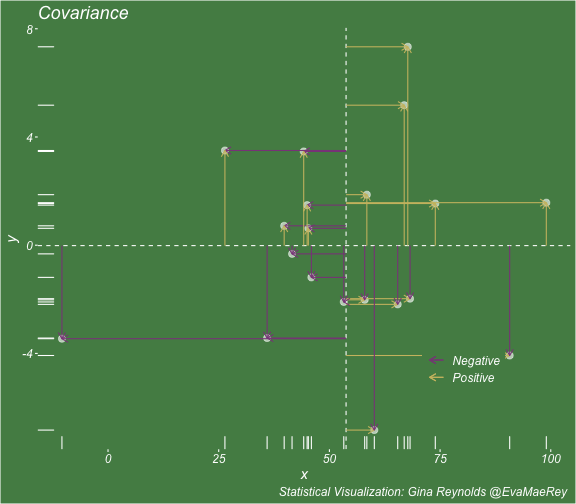 Covariance
8
4
0
-4
y
Negative
Positive
0
25
50
75
100
x
Statistical Visualization: Gina Reynolds @EvaMaeRey